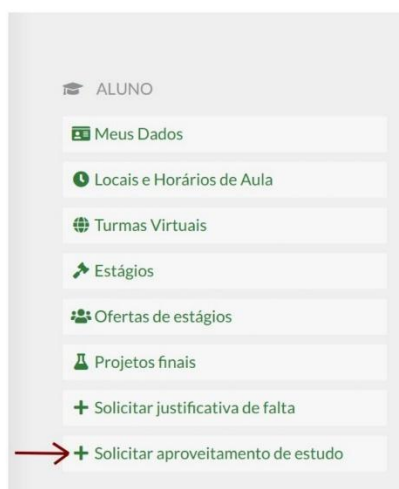 ALUNO
Meus Dados
Locais e Horários de Aula
Turmas Virtuais
Estágios
Ofertas de estágios
Projetos finais
Solicitar justificativa de falta
Solicitar aproveitamento de estudo